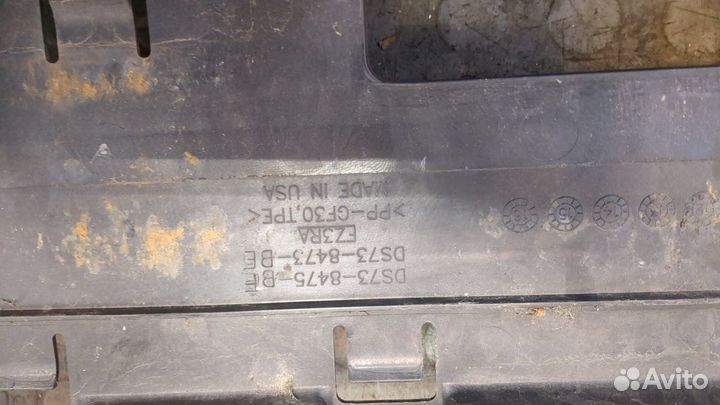 DS73-8475-BE
DS73-8473-BE
EZ3RA
>PP-GF30,TPE<
MADE IN USA
Avito